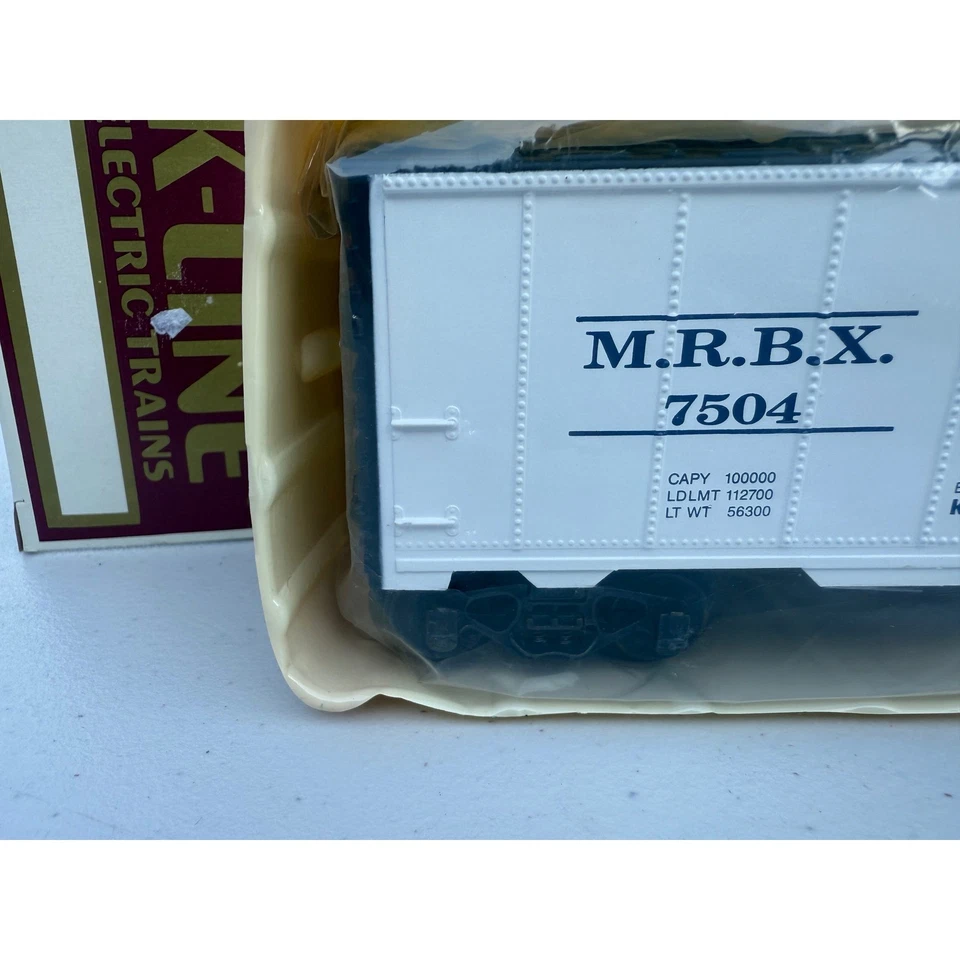 K-LINE
ELECTRIC TRAINS
M.R.B.X.
7504
CAPY 100000
LDLMT 112700
LT WT 56300